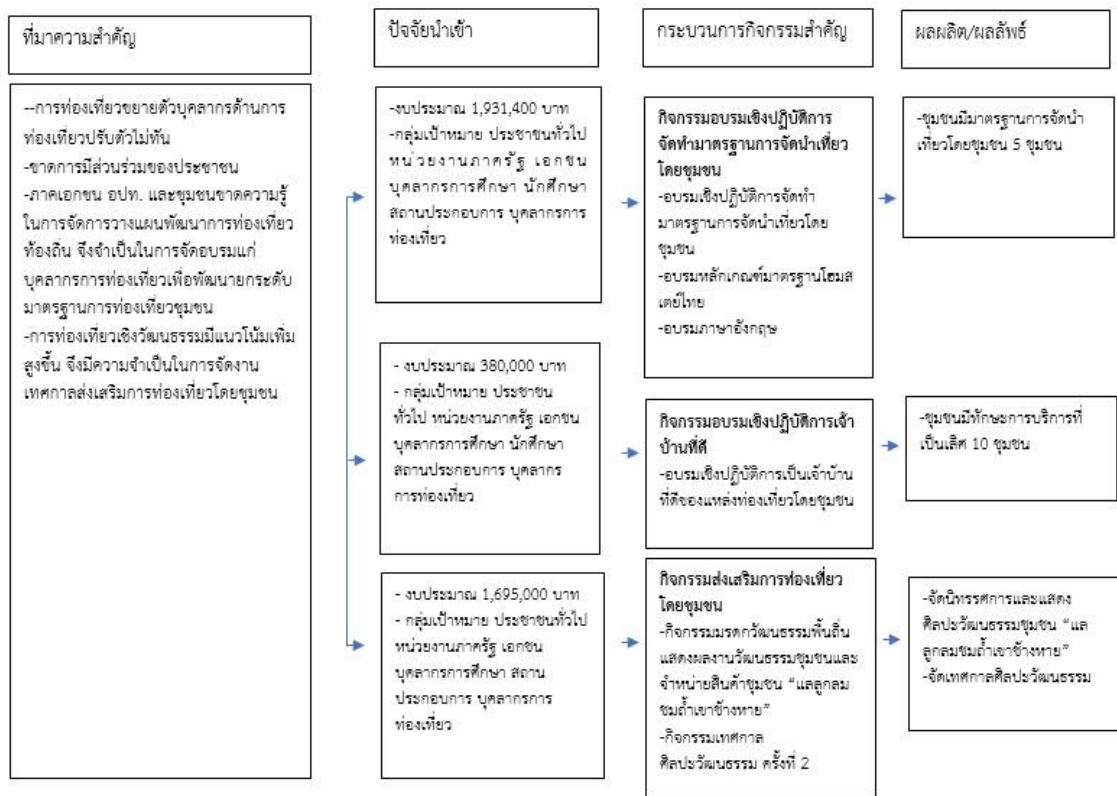 ที่มาความสำคัญ
ปัจจัยนำเข้า
กระบวนการกิจกรรมสำคัญ
ผลผลิต/ผลลัพธ์
--การท่องเที่ยวขยายตัวบุคลากรด้านการ
ท่องเที่ยวปรับตัวไม่ทัน
-ขาดการมีส่วนร่วมของประชาชน
-ภาคเอกชน อปท. และชุมชนขาดความรู้
ในการจัดการวางแผนพัฒนาการท่องเที่ยว
ท้องถิ่น จึงจำเป็นในการจัดอบรมแก่
บุคลากรการท่องเที่ยวเพื่อพัฒนายกระดับ
มาตรฐานการท่องเที่ยวชุมชน
-การท่องเที่ยวเชิงวัฒนธรรมมีแนวโน้มเพิ่ม
สูงขึ้น จึงมีความจำเป็นในการจัดงาน
เทศกาลส่งเสริมการท่องเที่ยวโดยชุมชน
-งบประมาณ 1,931,400 บาท
-กลุ่มเป้าหมาย ประชาชนทั่วไป
หน่วยงานภาครัฐ เอกชน
บุคลากรการศึกษา นักศึกษา
สถานประกอบการ บุคลากรการ
ท่องเที่ยว
กิจกรรมอบรมเชิงปฏิบัติการ
จัดทำมาตรฐานการจัดนำเที่ยว
โดยชุมชน
-อบรมเชิงปฏิบัติการจัดทำ
มาตรฐานการจัดนำเที่ยวโดย
ชุมชน
-อบรมหลักเกณฑ์มาตรฐานโฮมส
เตย์ไทย
-อบรมภาษาอังกฤษ
-ชุมชนมีมาตรฐานการจัดนำ
เที่ยวโดยชุมชน 5 ชุมชน
- งบประมาณ 380,000 บาท
- กลุ่มเป้าหมาย ประชาชน
ทั่วไป หน่วยงานภาครัฐ เอกชน
บุคลากรการศึกษา นักศึกษา
สถานประกอบการ บุคลากร
การท่องเที่ยว
กิจกรรมอบรมเชิงปฏิบัติการเจ้า
บ้านที่ดี
-อบรมเชิงปฏิบัติการเป็นเจ้าบ้าน
ที่ดีของแหล่งท่องเที่ยวโดยชุมชน
-ชุมชนมีทักษะการบริการที่
เป็นเลิศ 10 ชุมชน
- งบประมาณ 1,695,000 บาท
- กลุ่มเป้าหมาย ประชาชนทั่วไป
หน่วยงานภาครัฐ เอกชน
บุคลากรการศึกษา สถาน
ประกอบการ บุคลากรการ
ท่องเที่ยว
กิจกรรมส่งเสริมการท่องเที่ยว
โดยชุมชน
-กิจกรรมมรดกวัฒนธรรมพื้นถิ่น
แสดงผลงานวัฒนธรรมชุมชนและ
จำหน่ายสินค้าชุมชน “แลลูกลม
ชมถ้ำเขาช้างหาย”
-กิจกรรมเทศกาล
ศิลปะวัฒนธรรม ครั้งที่ 2
-จัดนิทรรศการและแสดง
ศิลปะวัฒนธรรมชุมชน “แล
ลูกลมชมถ้ำเขาช้างหาย”
-จัดเทศกาลศิลปะวัฒนธรรม